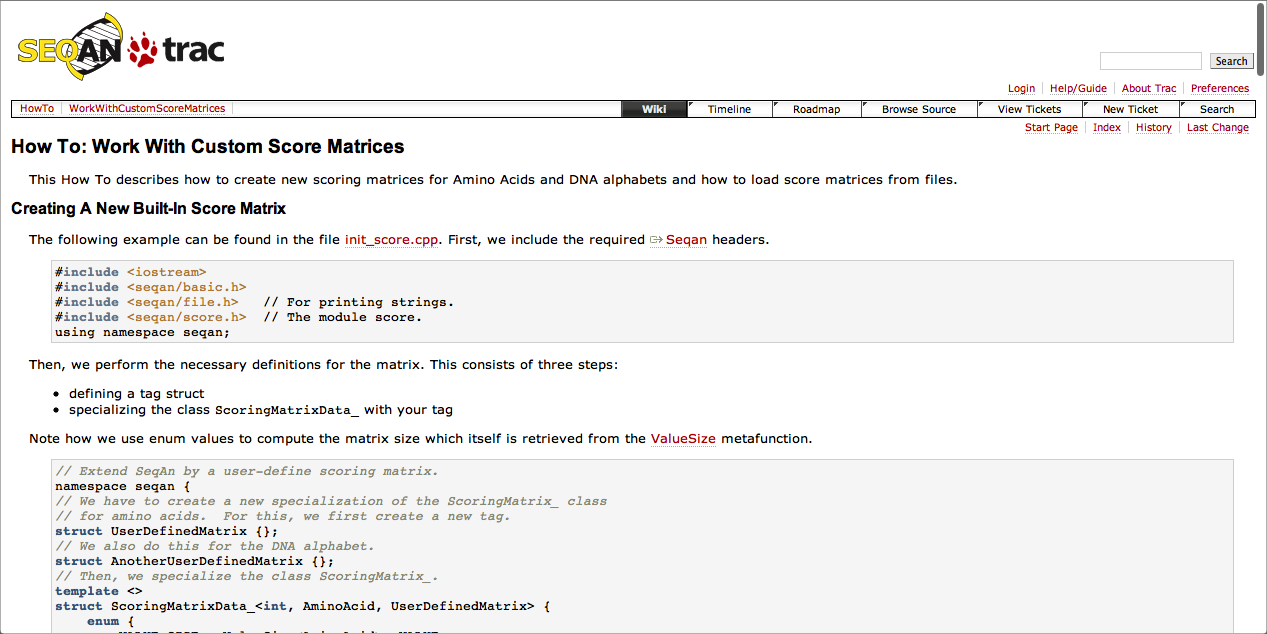 SEQAN trac
Search
Login Help/Guide About Trac Preferences
HowTo WorkWithCustomScoreMatrices Wiki Timeline Roadmap Browse Source View Tickets New Ticket Search
Start Page Index History Last Change
How To: Work With Custom Score Matrices
This How To describes how to create new scoring matrices for Amino Acids and DNA alphabets and how to load score matrices from files.
Creating A New Built-In Score Matrix
The following example can be found in the file init_score.cpp. First, we include the required Seqan headers.
#include <iostream>
#include <seqan/basic.h>
#include <seqan/file.h> // For printing strings.
#include <seqan/score.h> // The module score.
using namespace seqan;
Then, we perform the necessary definitions for the matrix. This consists of three steps:
• defining a tag struct
• specializing the class ScoringMatrixData_ with your tag
Note how we use enum values to compute the matrix size which itself is retrieved from the ValueSize metafunction.
// Extend SeqAn by a user-define scoring matrix.
namespace seqan {
// We have to create a new specialization of the ScoringMatrix_ class
// for amino acids. For this, we first create a new tag.
struct UserDefinedMatrix {};
// We also do this for the DNA alphabet.
struct AnotherUserDefinedMatrix {};
// Then, we specialize the class ScoringMatrix_.
template <>
struct ScoringMatrixData_<int, AminoAcid, UserDefinedMatrix> {
enum {